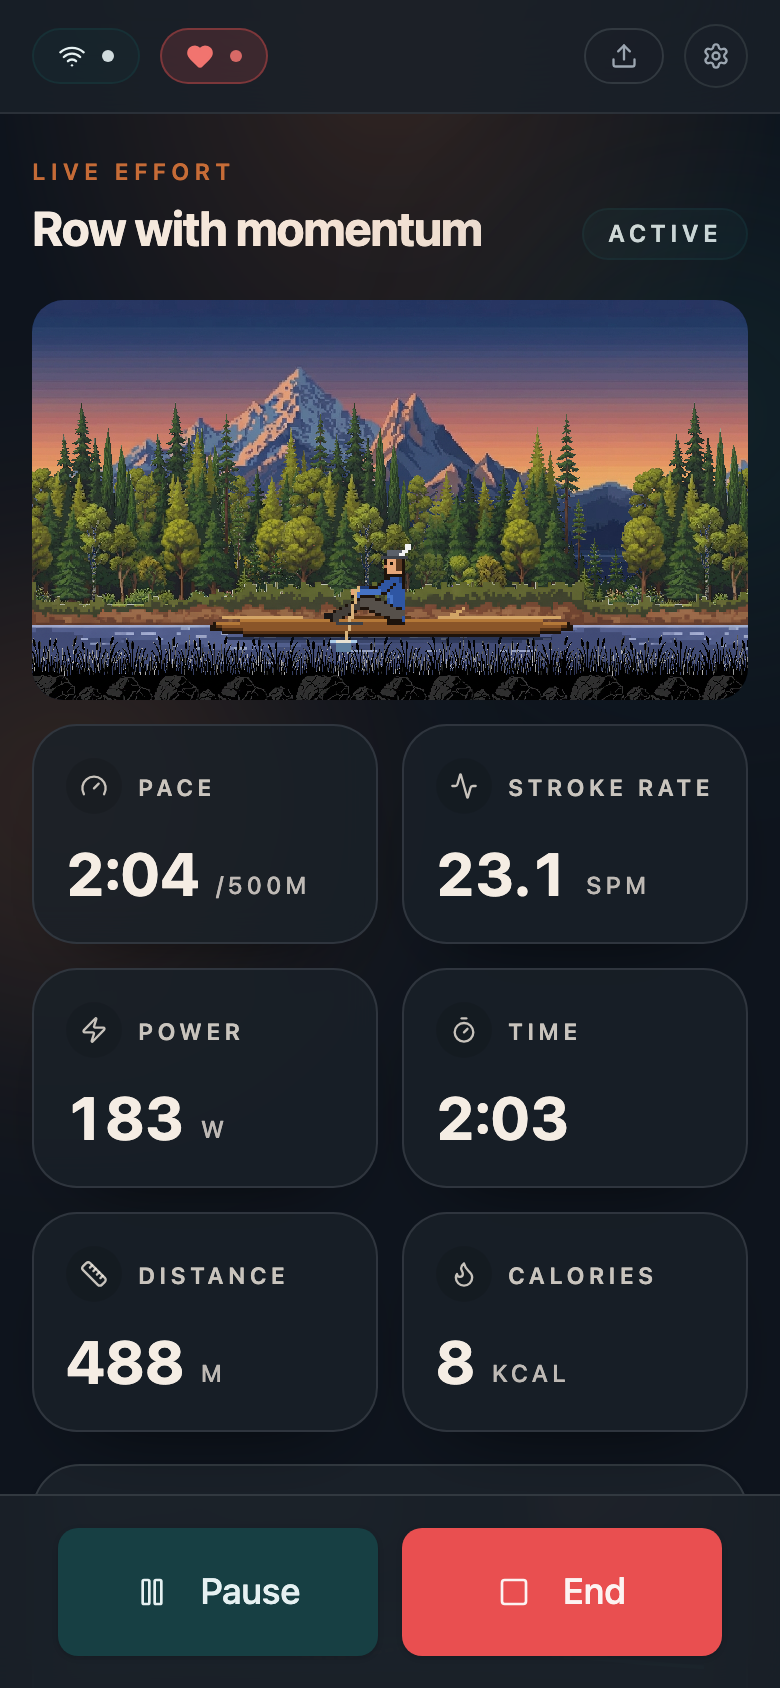 LIVE EFFORT
Row with momentum
ACTIVE
PACE
2:04 /500M
STROKE RATE
23.1 SPM
POWER
183 W
TIME
2:03
DISTANCE
488 M
CALORIES
8 KCAL
Pause
End